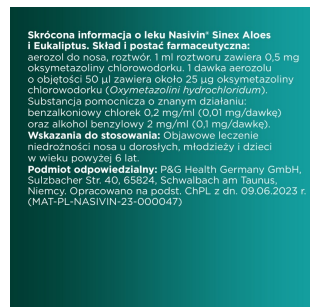 Skrócona informacja o leku Nasivin® Sinex Aloes
i Eukaliptus. Skład i postać farmaceutyczna:
aerozol do nosa, roztwór. 1 ml roztworu zawiera 0,5 mg
oksymetazoliny chlorowodorku. 1 dawka aerozolu
o objętości 50 µl zawiera około 25 µg oksymetazoliny
chlorowodorku (Oxymetazolini hydrochloridum).
Substancja pomocnicza o znanym działaniu:
benzalkoniowy chlorek 0,2 mg/ml (0,01 mg/dawkę)
oraz alkohol benzylowy 2 mg/ml (0,1 mg/dawkę).
Wskazania do stosowania: Objawowe leczenie
niedrożności nosa u dorosłych, młodzieży i dzieci
w wieku powyżej 6 lat.
Podmiot odpowiedzialny: P&G Health Germany GmbH,
Sulzbacher Str. 40, 65824, Schwalbach am Taunus,
Niemcy. Opracowano na podst. ChPL z dn. 09.06.2023 r.
(MAT-PL-NASIVIN-23-000047)